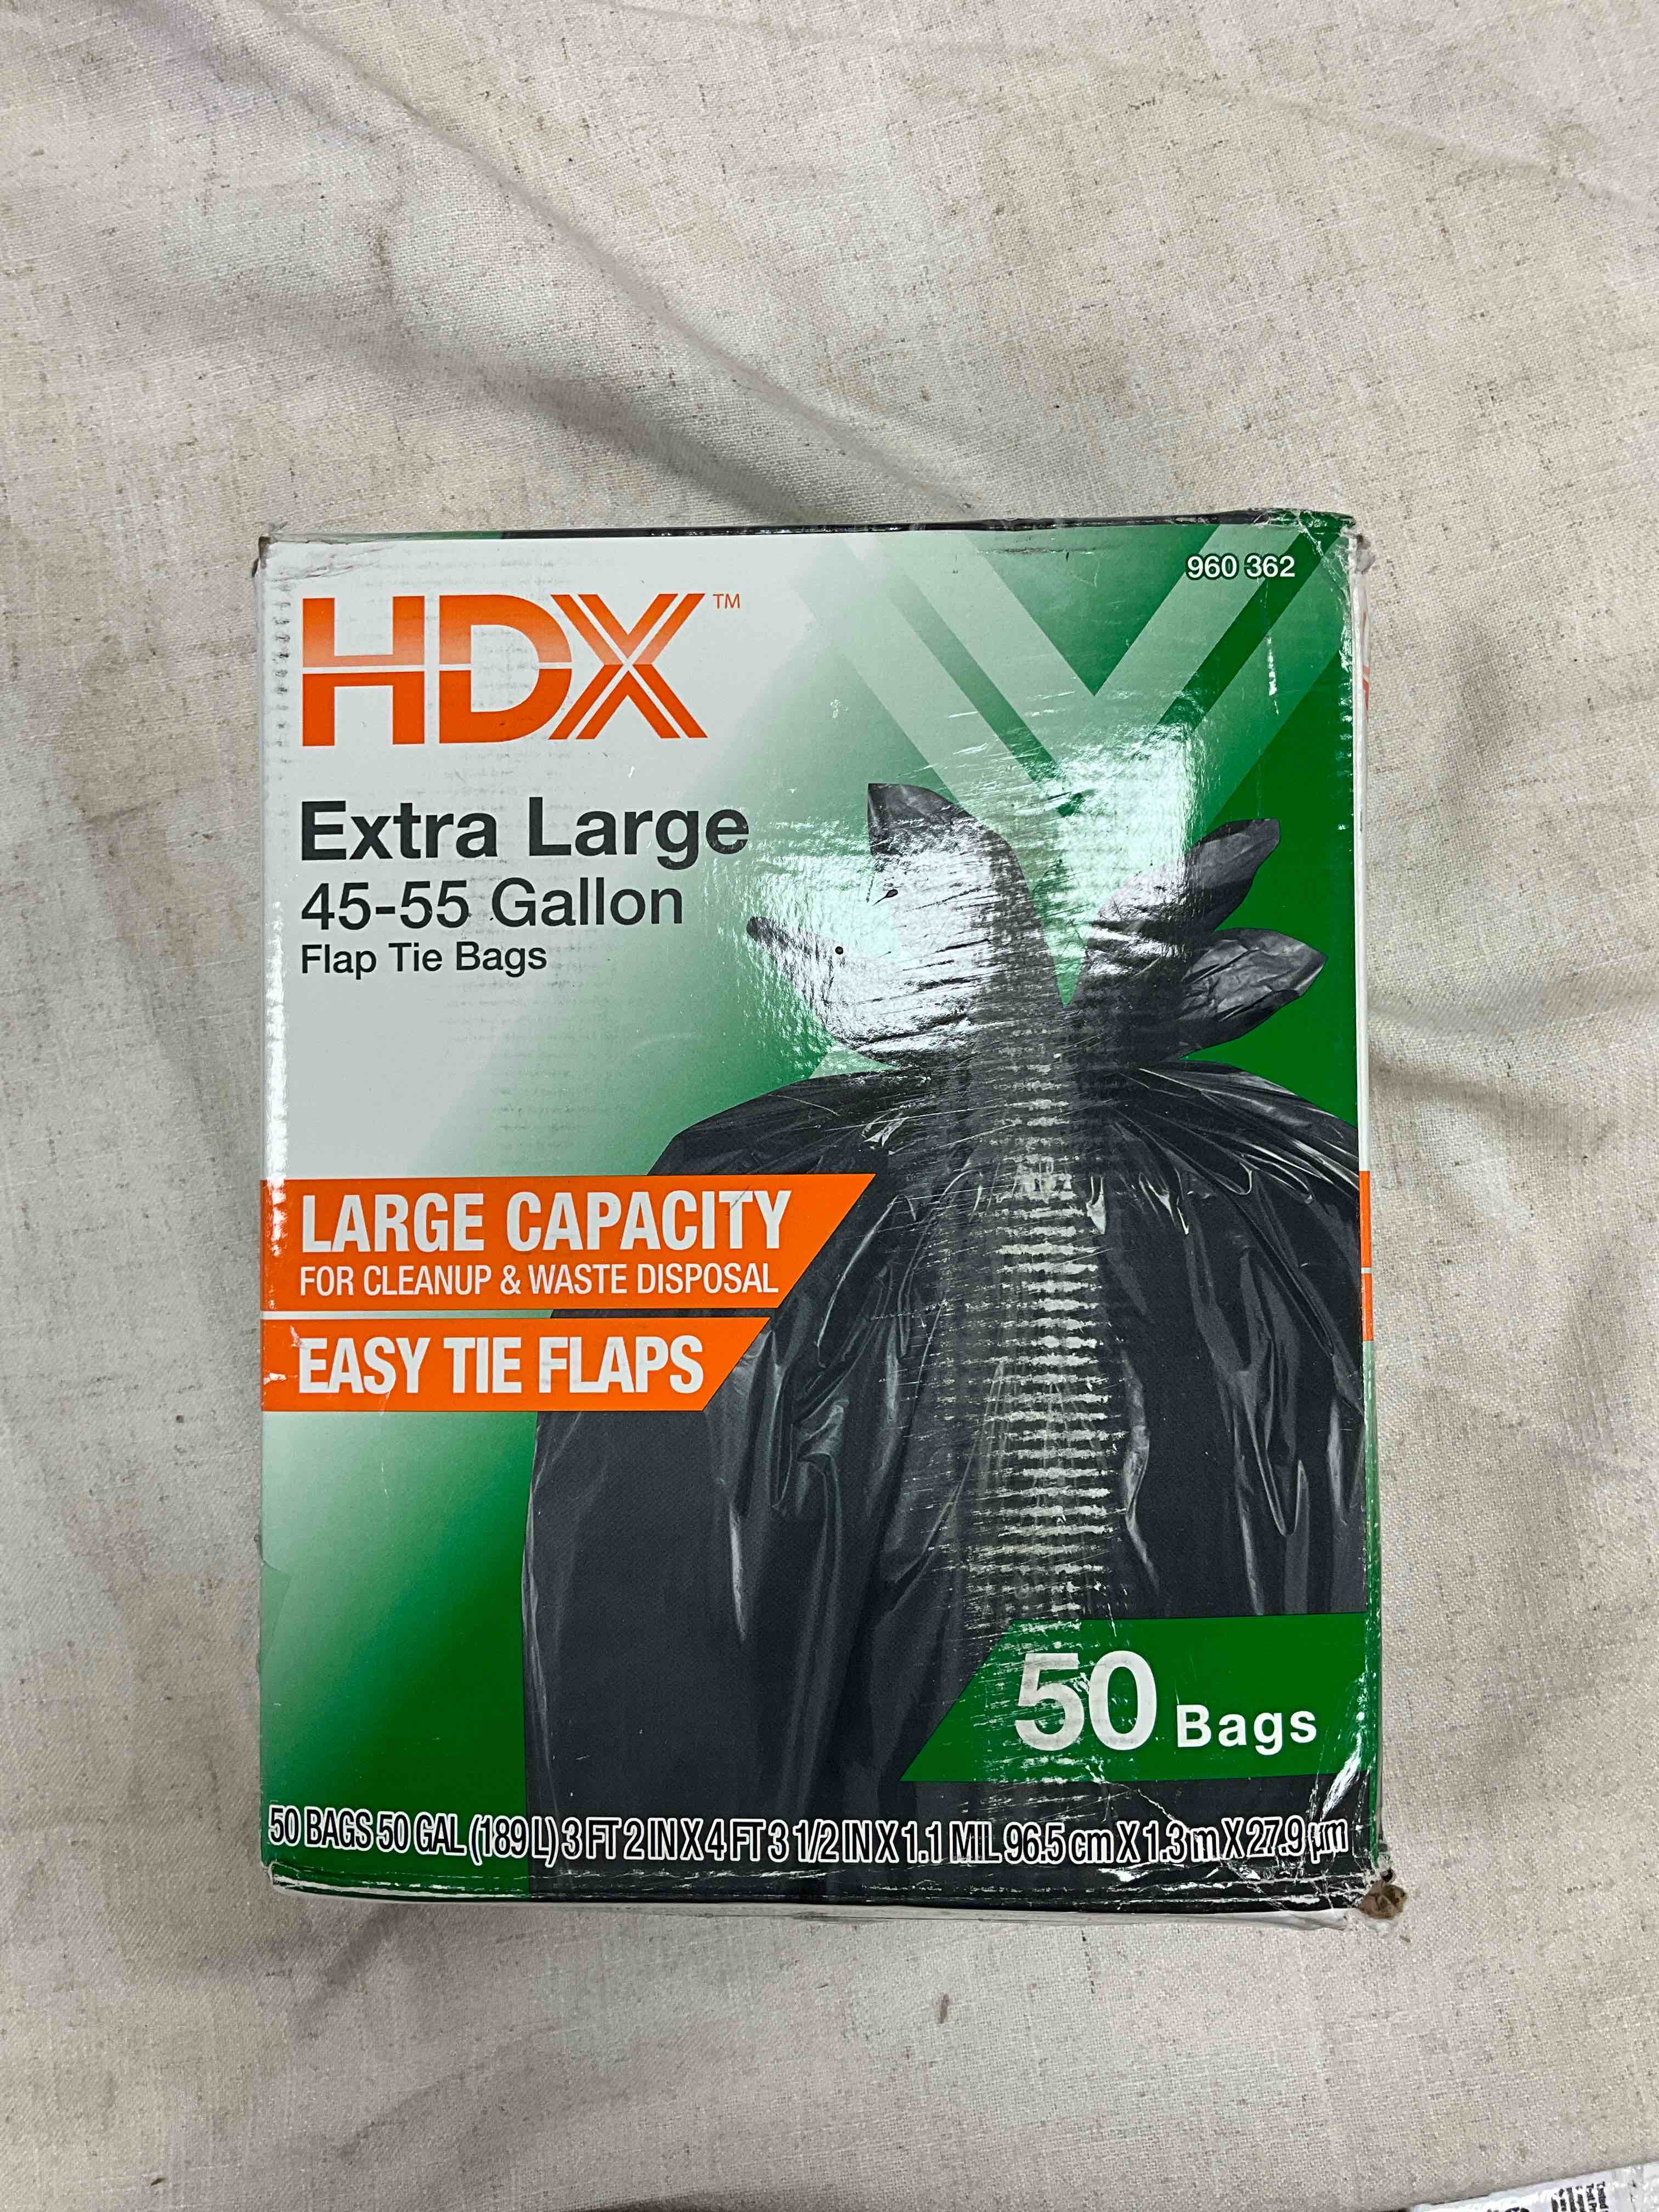 960 362
HDX™
Extra Large
45-55 Gallon
Flap Tie Bags
LARGE CAPACITY
FOR CLEANUP & WASTE DISPOSAL
EASY TIE FLAPS
50 Bags
50 BAGS 50 GAL (189 L) 3 FT 2 IN X 4 FT 3 1/2 IN X 1.1 MIL 96.5 cm X 1.3 m X 27.9 µm